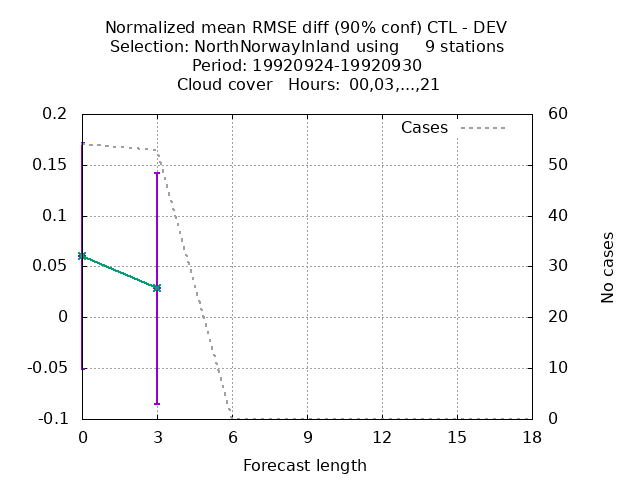 Normalized mean RMSE diff (90% conf) CTL - DEV
Selection: NorthNorwayInland using     9 stations
Period: 19920924-19920930
Cloud cover   Hours:  00,03,...,21
Cases
0.2
0.15
0.1
0.05
0
-0.05
-0.1
60
50
40
30
20
10
0
No cases
0 3 6 9 12 15 18
Forecast length